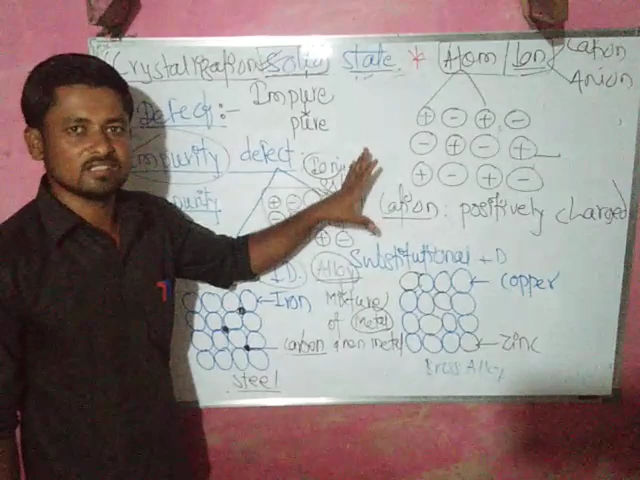 Crystallization Solid state * Atom / Ion Cation
Anion
Defect :- Impure
pure
Impurity defect Ionic
+ - + -
- + - +
+ - + -
Cation : positively charged
I.D. Alloy Substitutional I D
Iron Mixture of metal
carbon & non metal
steel
Copper
Zinc
Brass Alloy